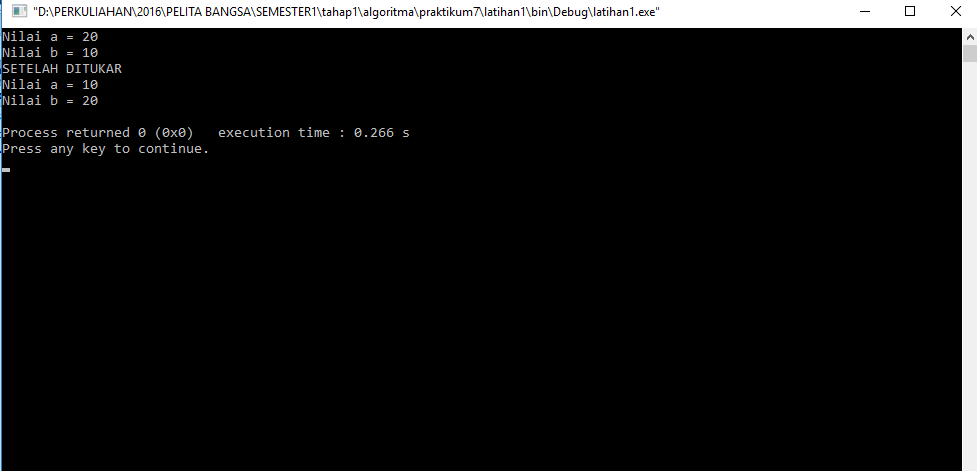 "D:\PERKULIAHAN\2016\PELITA BANGSA\SEMESTER1\tahap1\algoritma\praktikum7\latihan1\bin\Debug\latihan1.exe"
Nilai a = 20
Nilai b = 10
SETELAH DITUKAR
Nilai a = 10
Nilai b = 20
Process returned 0 (0x0)   execution time : 0.266 s
Press any key to continue.